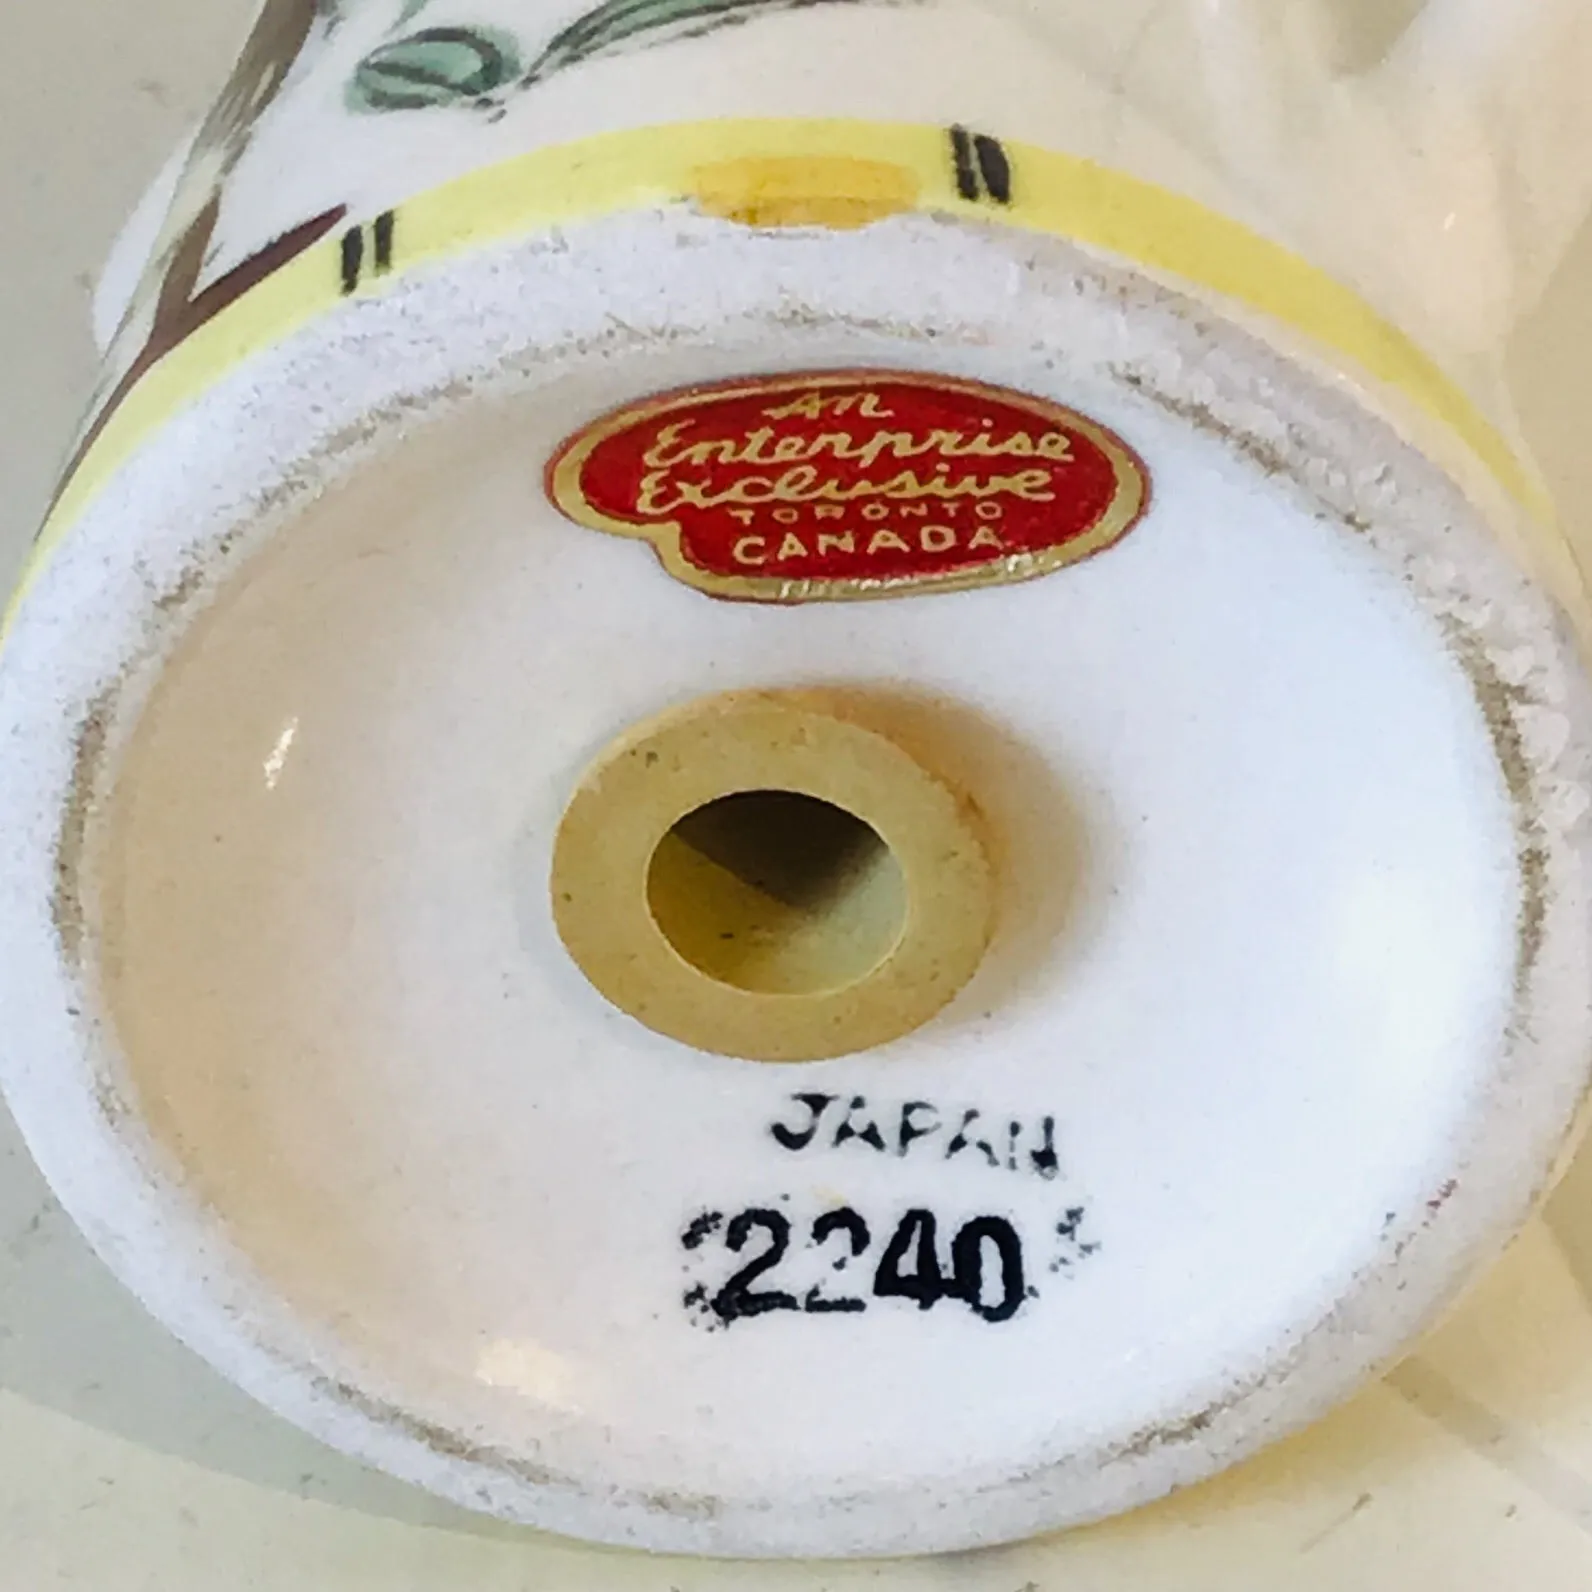 An
Enterprise
Exclusive
TORONTO
CANADA
JAPAN
2240